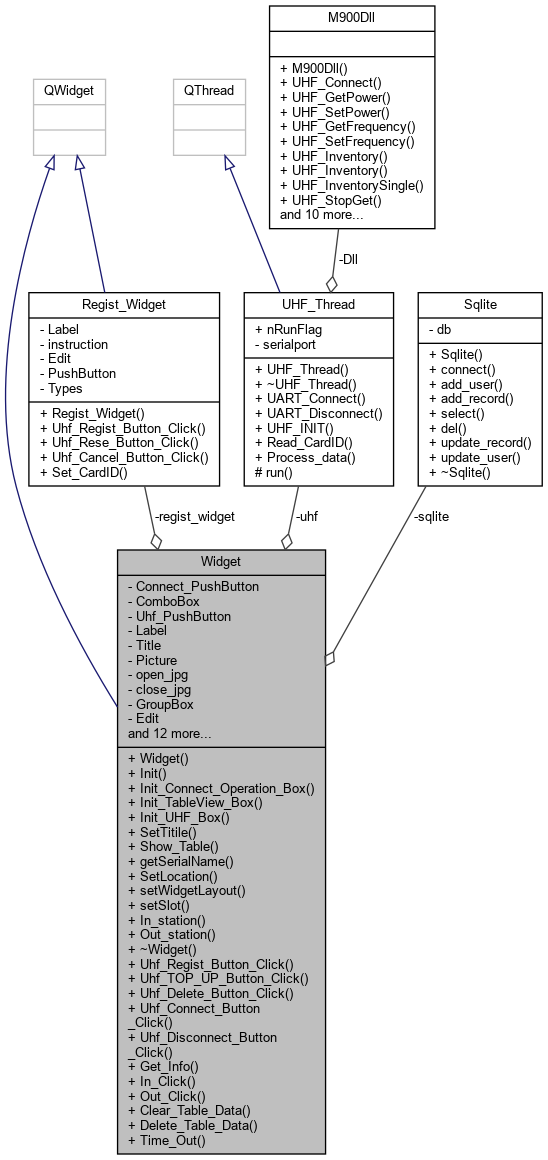 M900Dll
+ M900Dll()
+ UHF_Connect()
+ UHF_GetPower()
+ UHF_SetPower()
+ UHF_GetFrequency()
+ UHF_SetFrequency()
+ UHF_Inventory()
+ UHF_Inventory()
+ UHF_InventorySingle()
+ UHF_StopGet()
and 10 more...
QWidget
QThread
-Dll
Regist_Widget
- Label
- instruction
- Edit
- PushButton
- Types
+ Regist_Widget()
+ Uhf_Regist_Button_Click()
+ Uhf_Rese_Button_Click()
+ Uhf_Cancel_Button_Click()
+ Set_CardID()
UHF_Thread
+ nRunFlag
- serialport
+ UHF_Thread()
+ ~UHF_Thread()
+ UART_Connect()
+ UART_Disconnect()
+ UHF_INIT()
+ Read_CardID()
+ Process_data()
# run()
Sqlite
- db
+ Sqlite()
+ connect()
+ add_user()
+ add_record()
+ select()
+ del()
+ update_record()
+ update_user()
+ ~Sqlite()
-regist_widget
-uhf
-sqlite
Widget
- Connect_PushButton
- ComboBox
- Uhf_PushButton
- Label
- Title
- Picture
- open_jpg
- close_jpg
- GroupBox
- Edit
and 12 more...
+ Widget()
+ Init()
+ Init_Connect_Operation_Box()
+ Init_TableView_Box()
+ Init_UHF_Box()
+ SetTitile()
+ Show_Table()
+ getSerialName()
+ SetLocation()
+ setWidgetLayout()
+ setSlot()
+ In_station()
+ Out_station()
+ ~Widget()
+ Uhf_Regist_Button_Click()
+ Uhf_TOP_UP_Button_Click()
+ Uhf_Delete_Button_Click()
+ Uhf_Connect_Button
_Click()
+ Uhf_Disconnect_Button
_Click()
+ Get_Info()
+ In_Click()
+ Out_Click()
+ Clear_Table_Data()
+ Delete_Table_Data()
+ Time_Out()